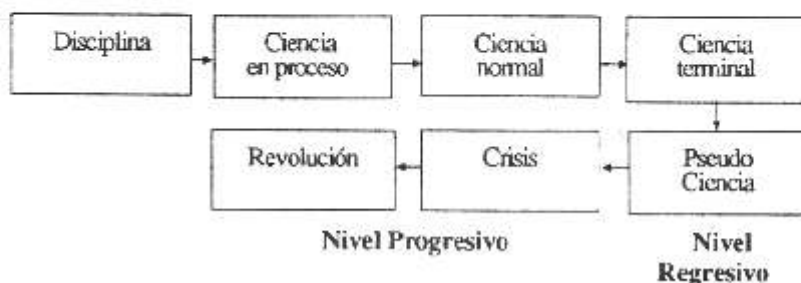 Disciplina
Ciencia
en proceso
Ciencia
normal
Ciencia
terminal
Revolución
Crisis
Pseudo
Ciencia
Nivel Progresivo
Nivel
Regresivo